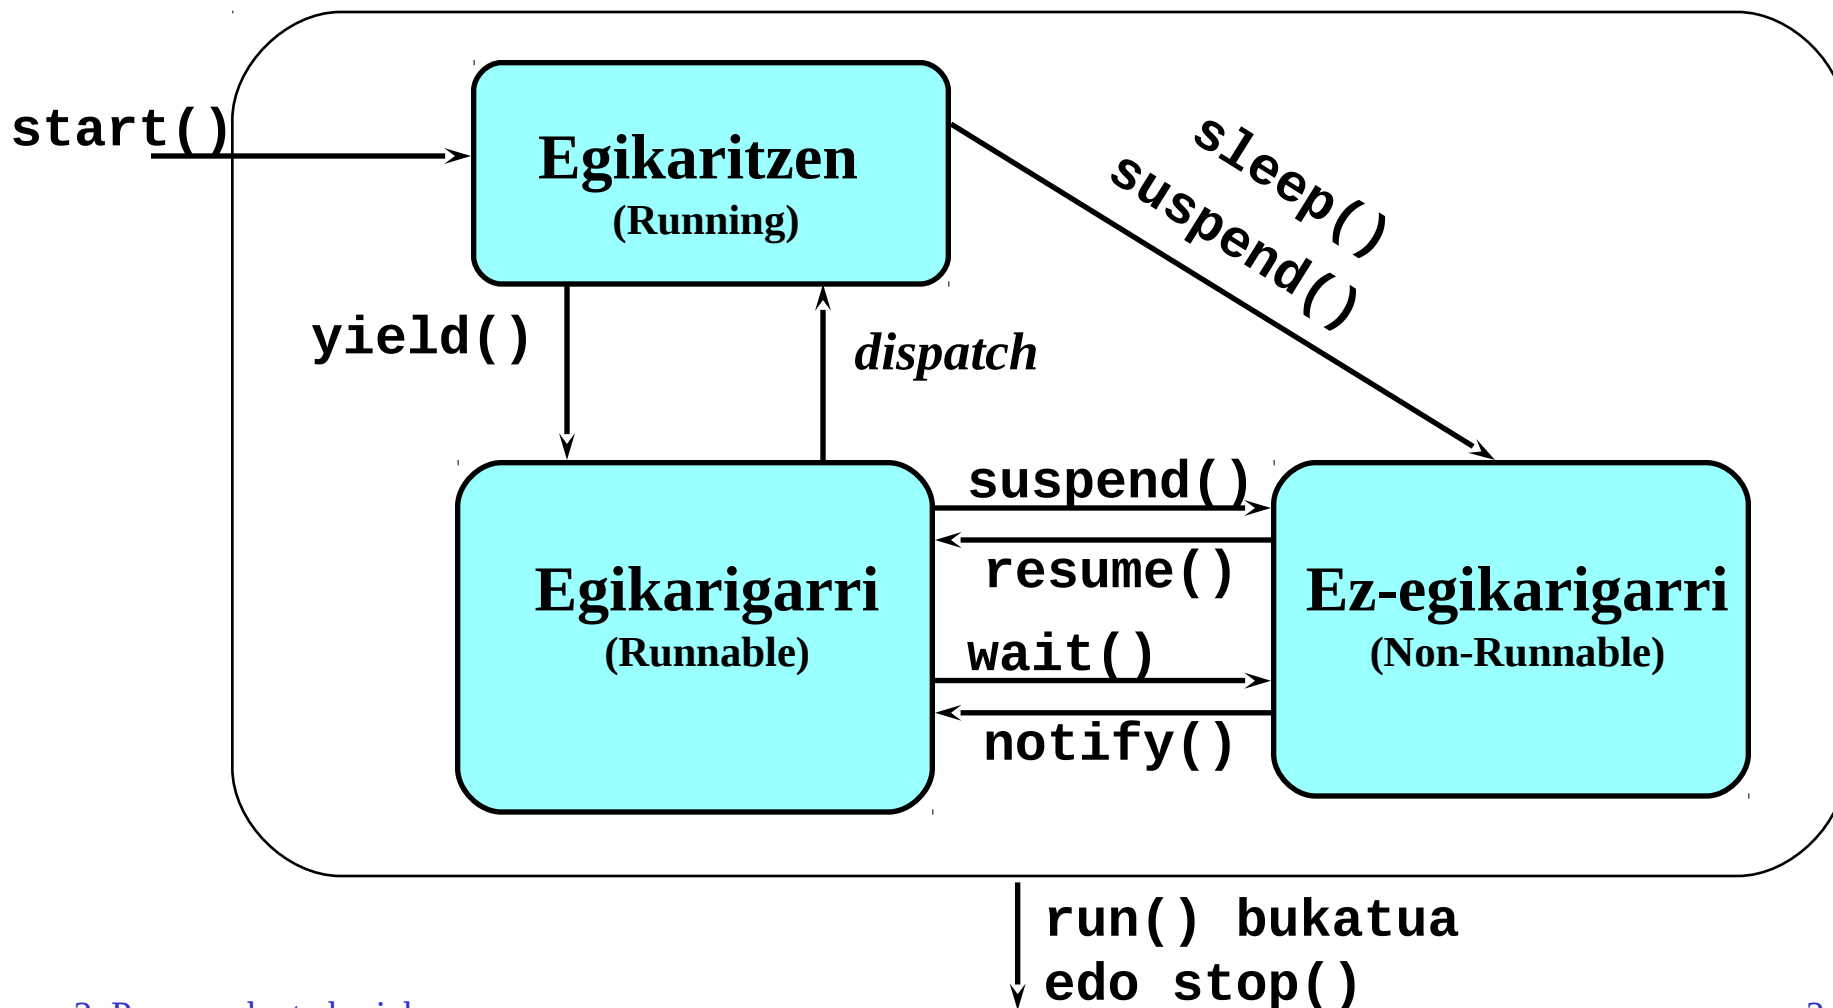 start()
Egikaritzen
(Running)
sleep()
suspend()
yield()
dispatch
suspend()
resume()
Egikarigarri
(Runnable)
Ez-egikarigarri
(Non-Runnable)
wait()
notify()
run() bukatua
edo stop()